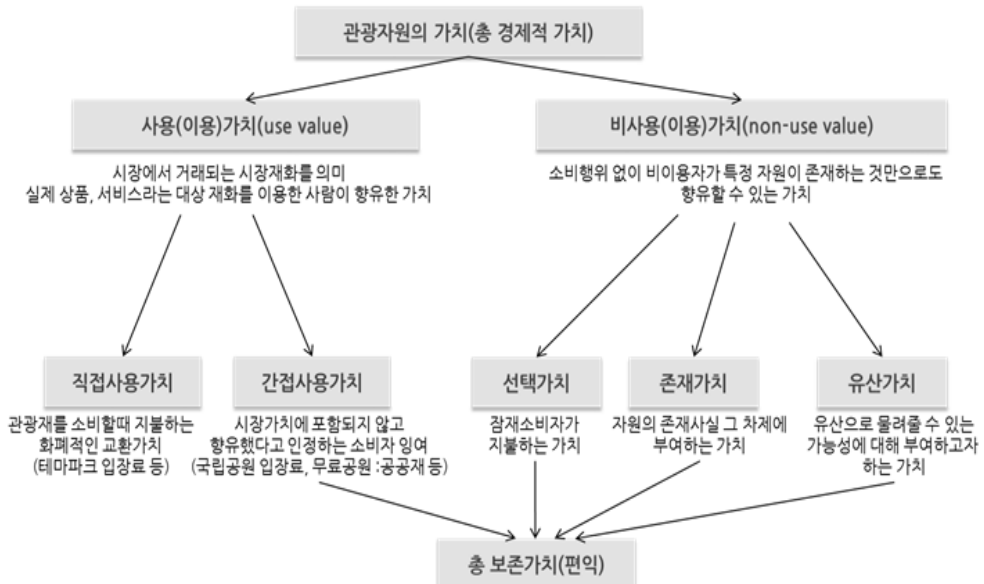 관광자원의 가치(총 경제적 가치)
사용(이용)가치(use value)
시장에서 거래되는 시장재화를 의미
실제 상품, 서비스라는 대상 재화를 이용한 사람이 향유한 가치
비사용(이용)가치(non-use value)
소비행위 없이 비이용자가 특정 자원이 존재하는 것만으로도
향유할 수 있는 가치
직접사용가치
관광재를 소비할때 지불하는
화폐적인 교환가치
(테마파크 입장료 등)
간접사용가치
시장가치에 포함되지 않고
향유했다고 인정하는 소비자 잉여
(국립공원 입장료, 무료공원 :공공재 등)
선택가치
잠재소비자가
지불하는 가치
존재가치
자원의 존재사실 그 차제에
부여하는 가치
유산가치
유산으로 물려줄 수 있는
가능성에 대해 부여하고자
하는 가치
총 보존가치(편익)